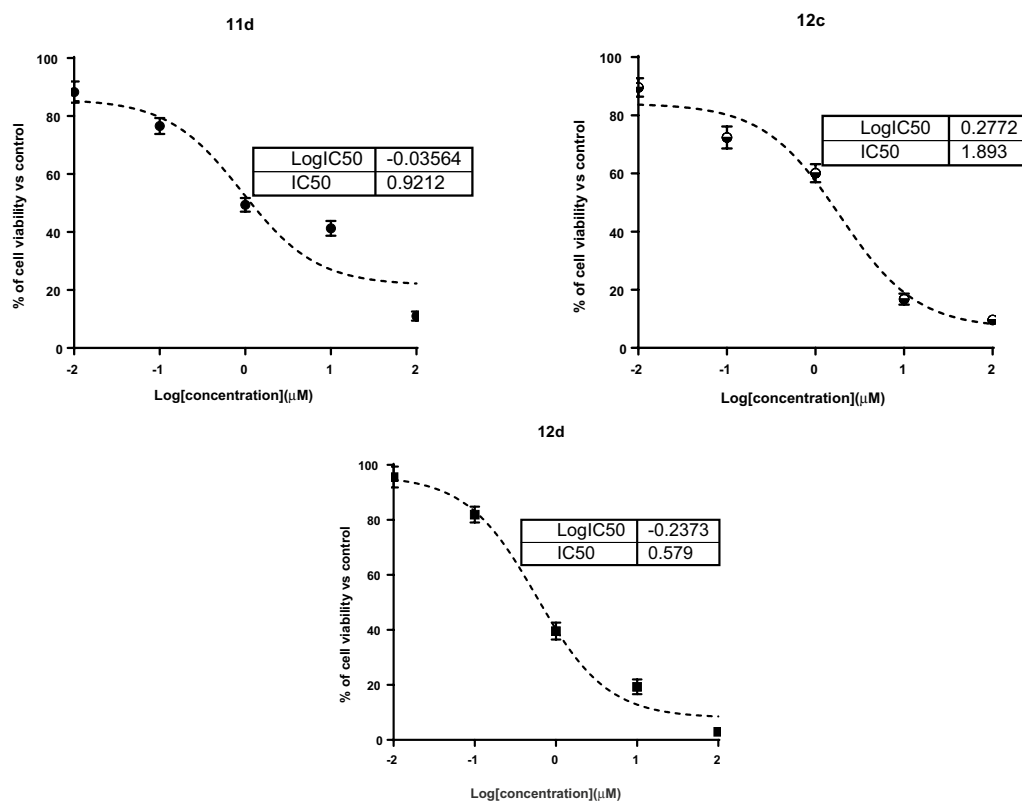 11d
% of cell viability vs control
100
80
60
40
20
0
-2 -1 0 1 2
Log[concentration](μM)
LogIC50 -0.03564
IC50 0.9212
12c
% of cell viability vs control
100
80
60
40
20
0
-2 -1 0 1 2
Log[concentration](μM)
LogIC50 0.2772
IC50 1.893
12d
% of cell viability vs control
100
80
60
40
20
0
-2 -1 0 1 2
Log[concentration](μM)
LogIC50 -0.2373
IC50 0.579